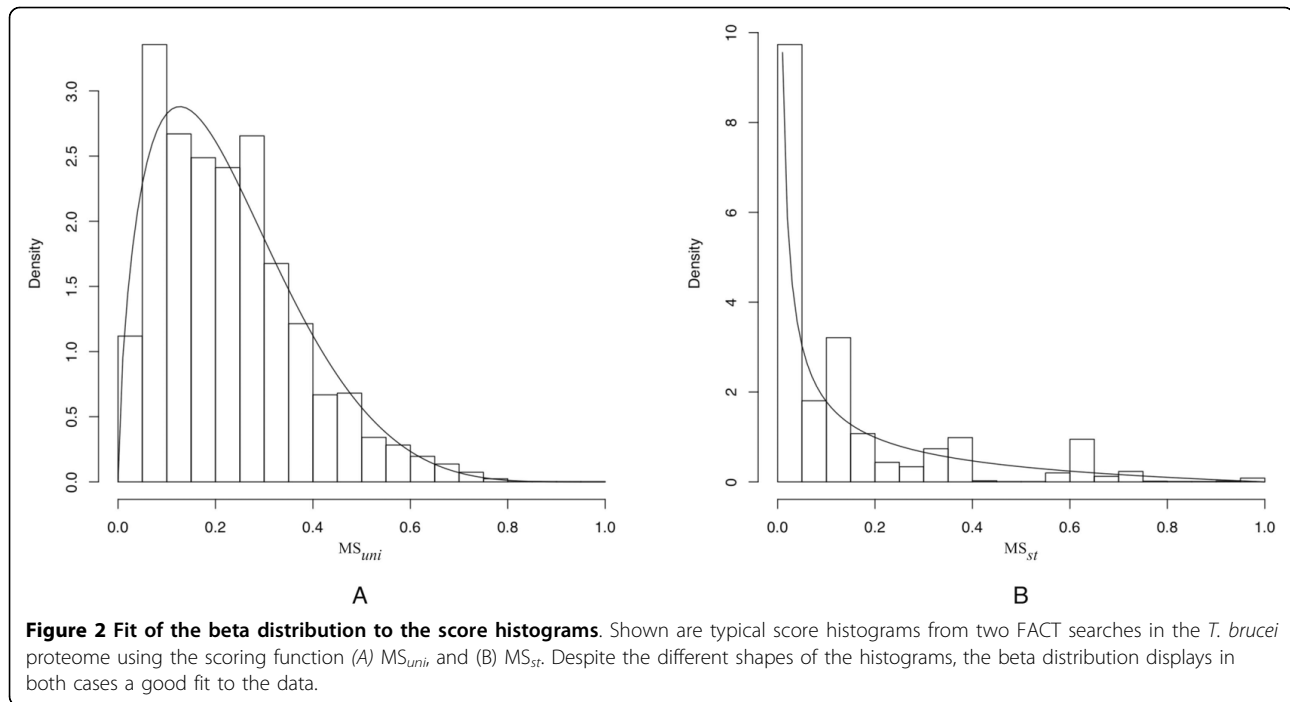 3.0
2.5
2.0
1.5
1.0
0.5
0.0
Density
0.0 0.2 0.4 0.6 0.8 1.0
MSuni
A
10
8
6
4
2
0
Density
0.0 0.2 0.4 0.6 0.8 1.0
MSst
B
Figure 2 Fit of the beta distribution to the score histograms. Shown are typical score histograms from two FACT searches in the T. brucei
proteome using the scoring function (A) MSuni, and (B) MSst. Despite the different shapes of the histograms, the beta distribution displays in
both cases a good fit to the data.